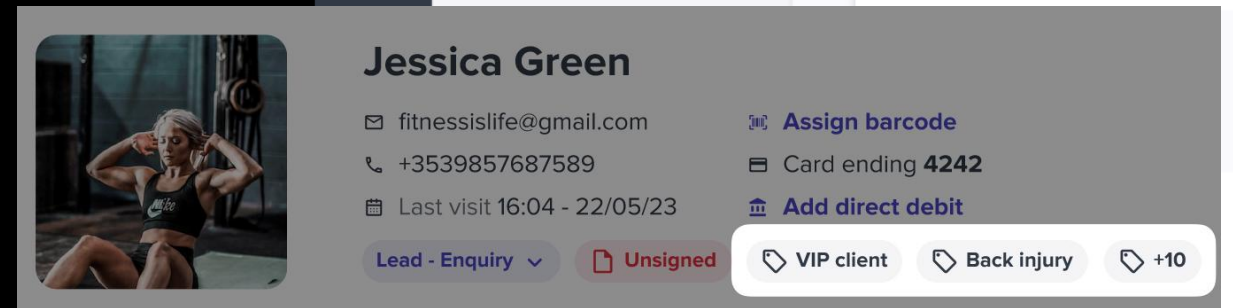 Jessica Green
fitnessislife@gmail.com
Assign barcode
+3539857687589
Card ending 4242
Last visit 16:04 - 22/05/23
Add direct debit
Lead - Enquiry
Unsigned
VIP client
Back injury
+10
Nike